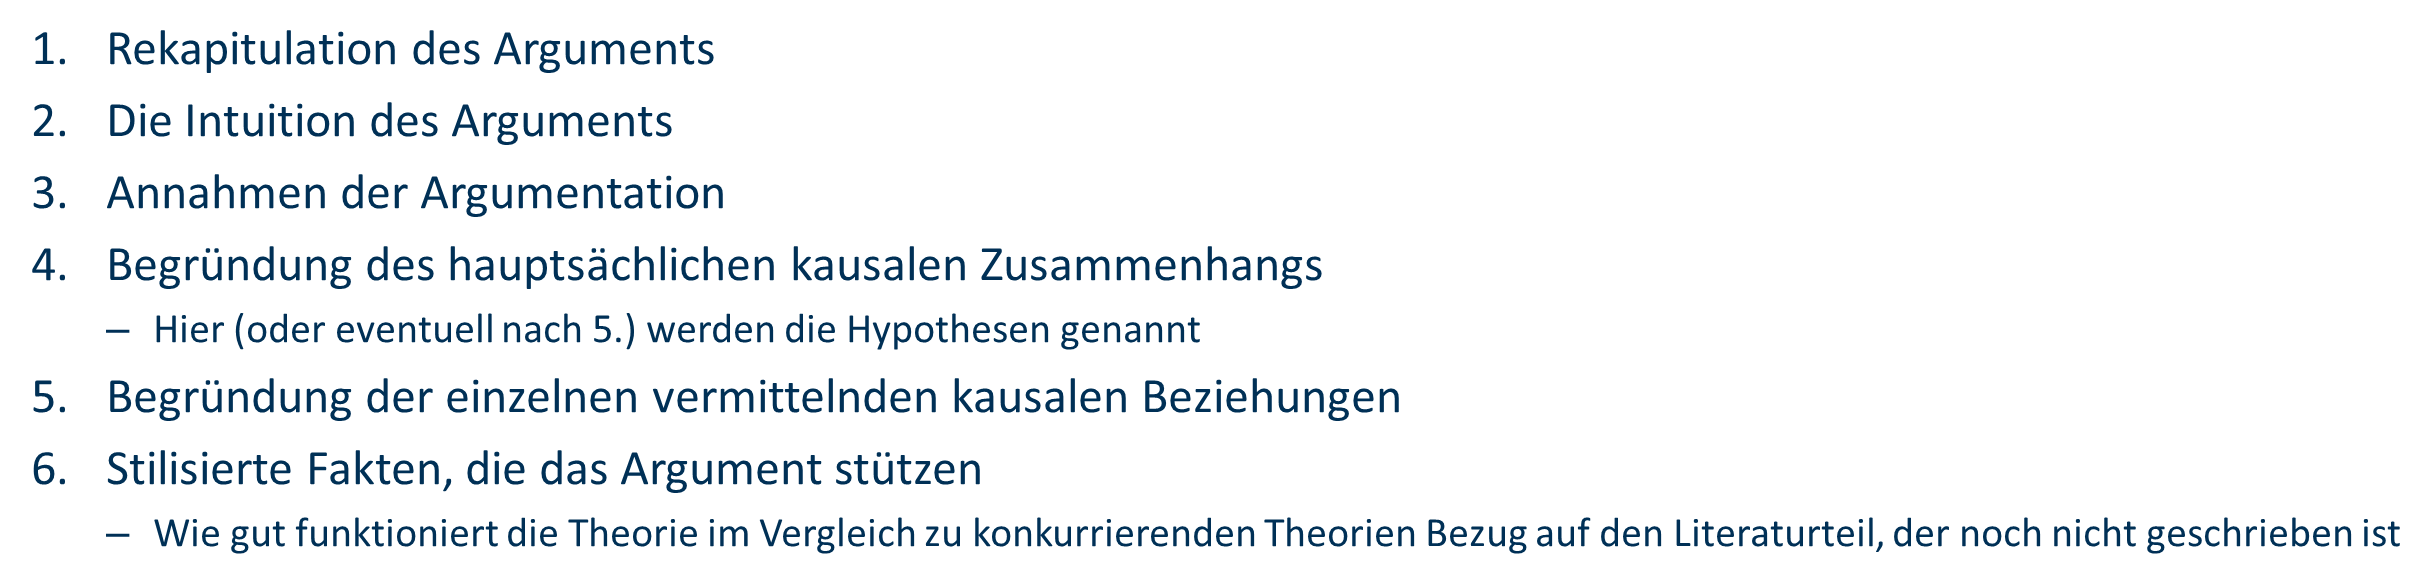 1. Rekapitulation des Arguments
2. Die Intuition des Arguments
3. Annahmen der Argumentation
4. Begründung des hauptsächlichen kausalen Zusammenhangs
– Hier (oder eventuell nach 5.) werden die Hypothesen genannt
5. Begründung der einzelnen vermittelnden kausalen Beziehungen
6. Stilisierte Fakten, die das Argument stützen
– Wie gut funktioniert die Theorie im Vergleich zu konkurrierenden Theorien Bezug auf den Literaturteil, der noch nicht geschrieben ist